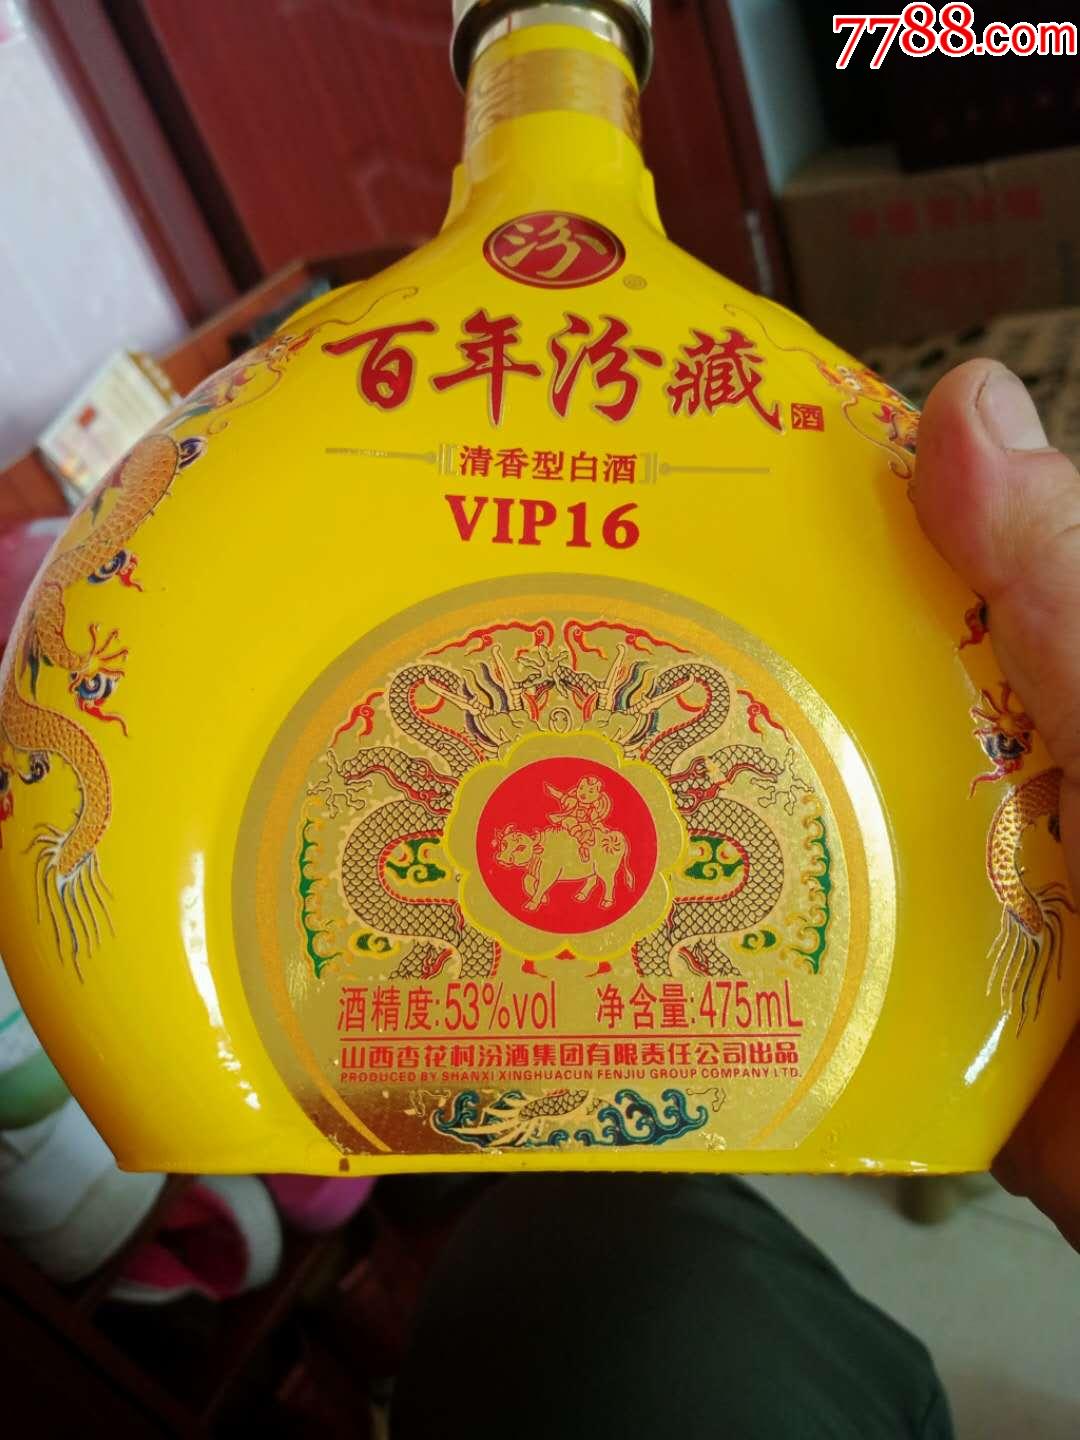 7788.com
汾
®
百年汾藏酒
清香型白酒
VIP16
酒精度:53%vol 净含量:475mL
山西杏花村汾酒集团有限责任公司出品
PRODUCED BY SHANXI XINGHUACUN FENJIU GROUP COMPANY LTD.